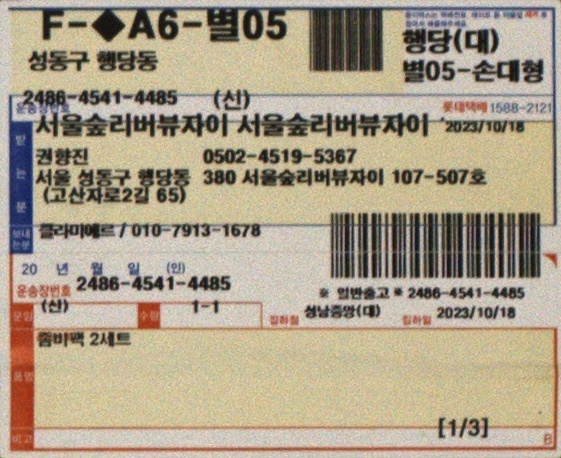 F-◆A6-별05
성동구 행당동
행당(대)
별05-손대형
2486-4541-4485 (신)
운송장번호
롯데택배 1588-2121
서울숲리버뷰자이 서울숲리버뷰자이 2023/10/18
받는분
권향진 0502-4519-5367
서울 성동구 행당동 380 서울숲리버뷰자이 107-507호
(고산자로2길 65)
보내는분
클라미에르 / 010-7913-1678
20 년 월 일 (인)
운송장번호 2486-4541-4485
(신)
※ 일반출고 ※ 2486-4541-4485
운임 수량 1-1
집하점 성남중앙(대) 집하일 2023/10/18
품명
줍바팩 2세트
[1/3]
비고
B